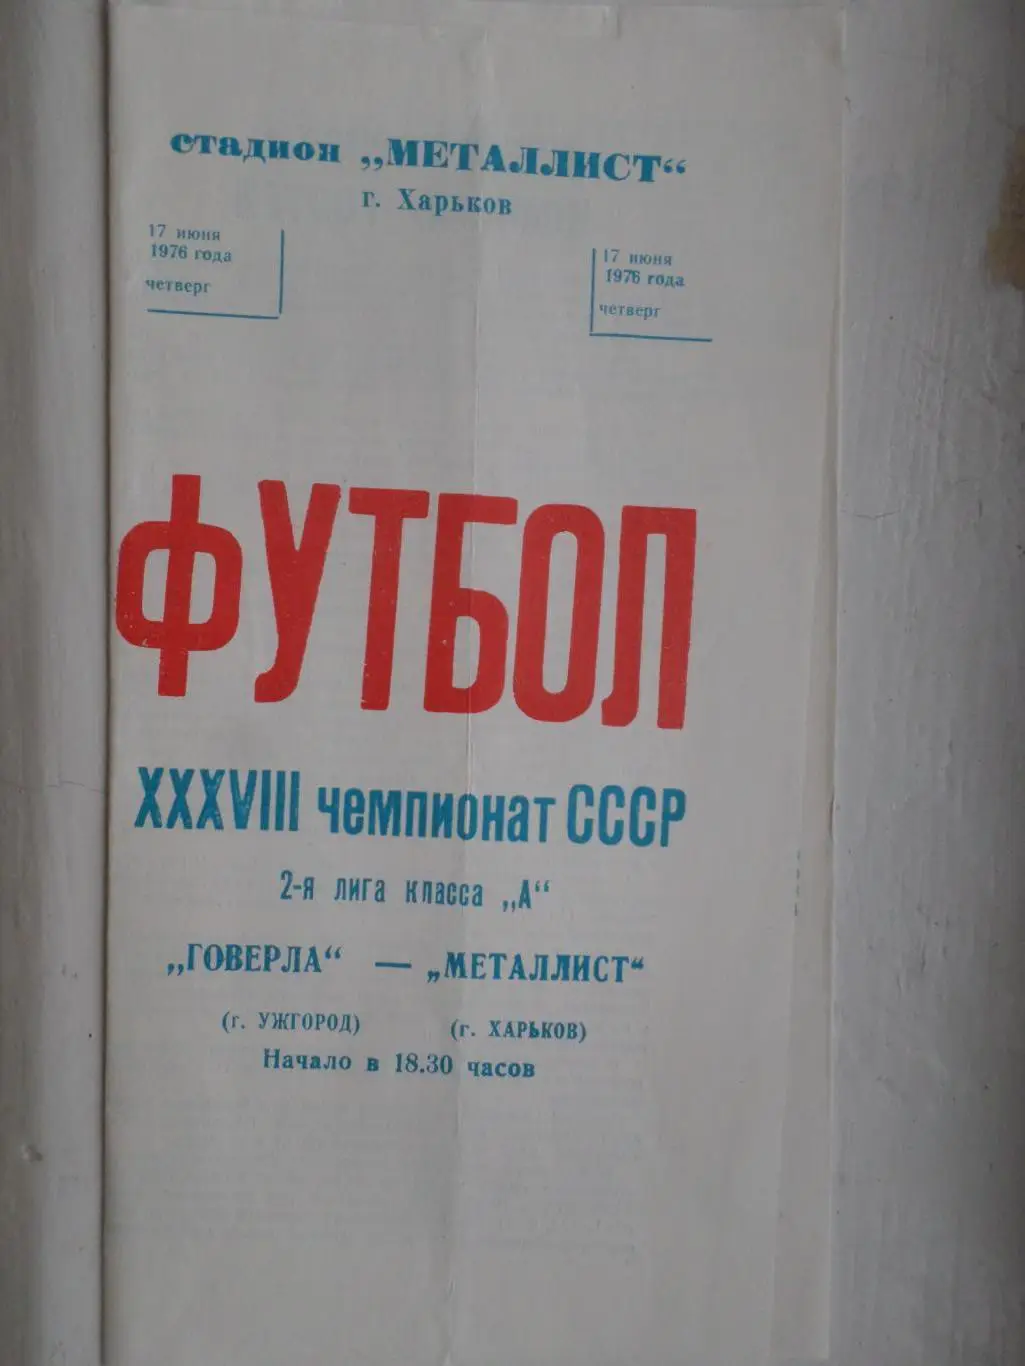 стадион „МЕТАЛЛИСТ“
г. Харьков
17 июня
1976 года
четверг
17 июня
1976 года
четверг
ФУТБОЛ
XXXVIII чемпионат СССР
2-я лига класса „А“
„ГОВЕРЛА“ — „МЕТАЛЛИСТ“
(г. УЖГОРОД) (г. ХАРЬКОВ)
Начало в 18.30 часов